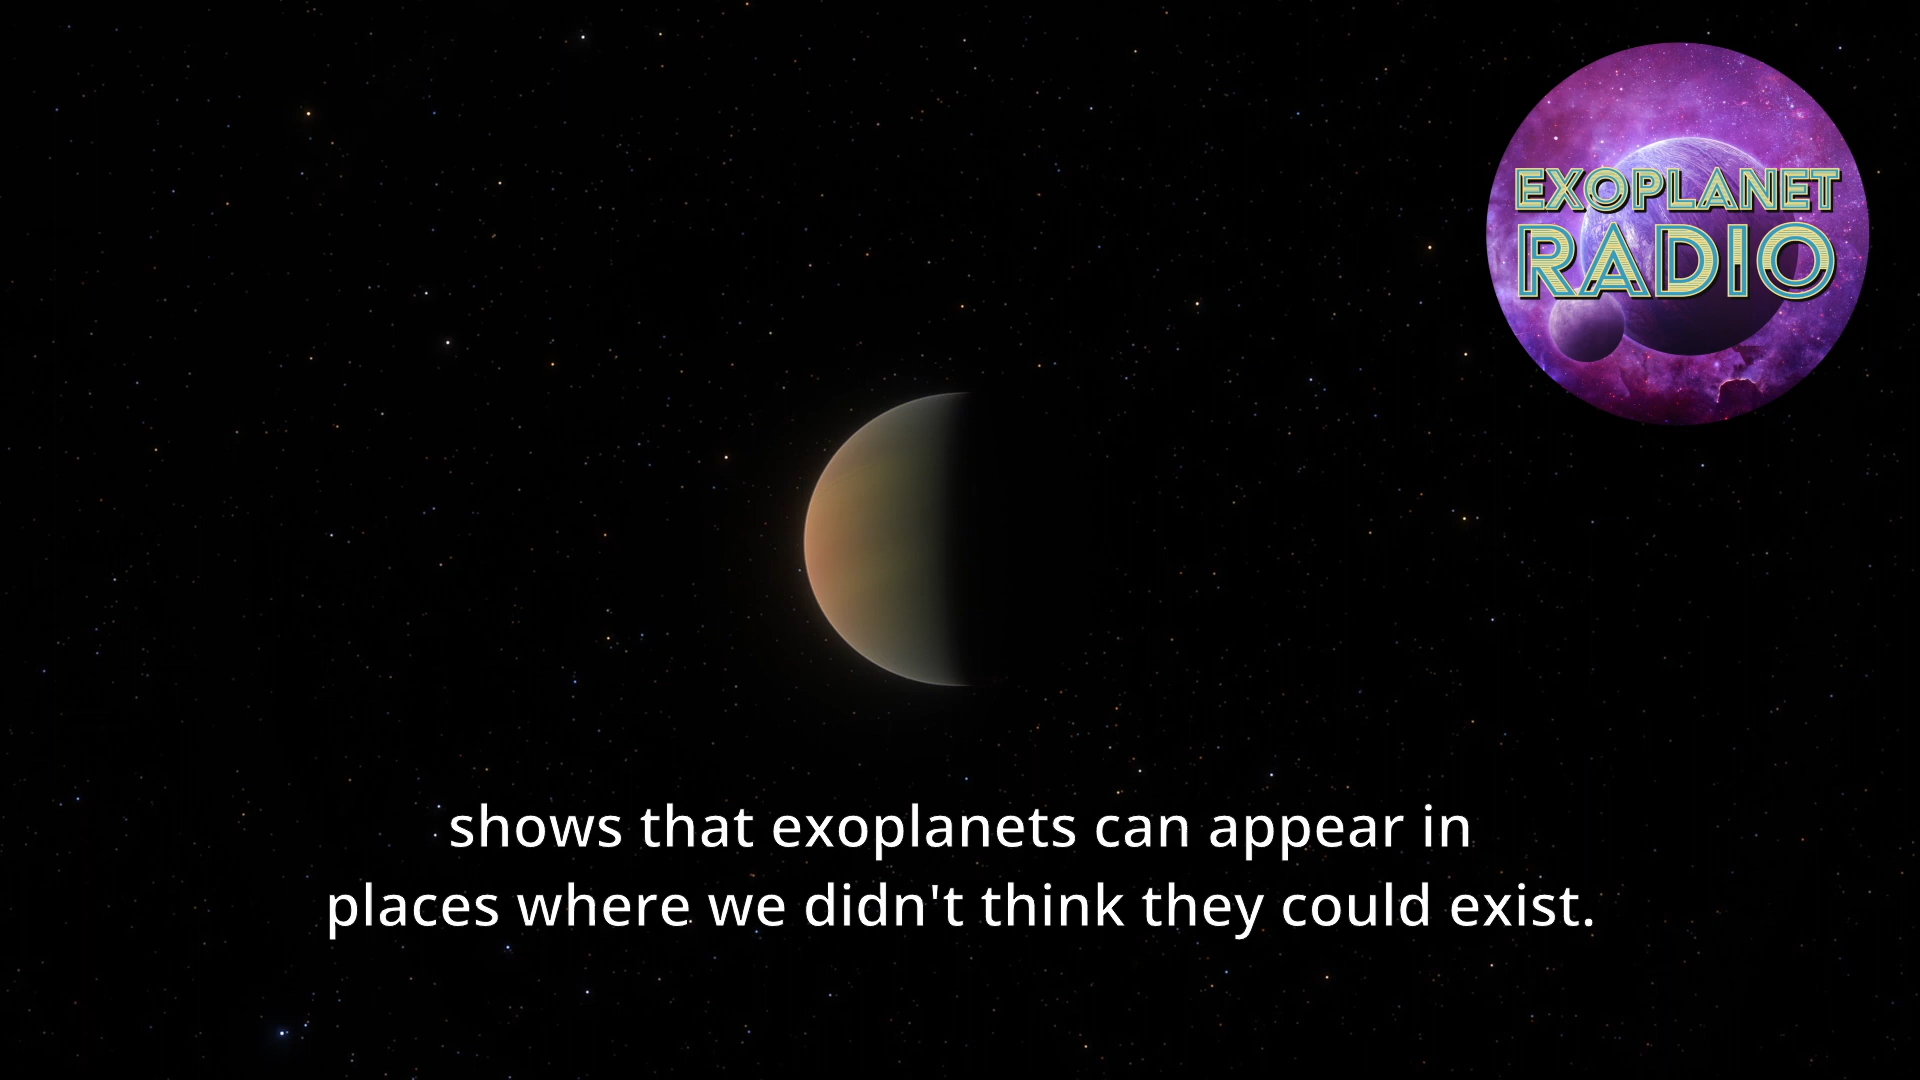 EXOPLANET
RADIO
shows that exoplanets can appear in
places where we didn't think they could exist.